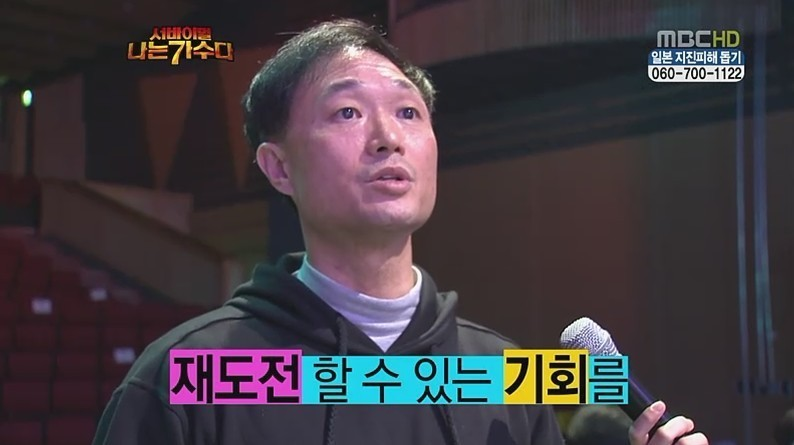 서바이벌
나는 가수다
MBC HD
일본 지진피해 돕기
060-700-1122
재도전 할 수 있는 기회를